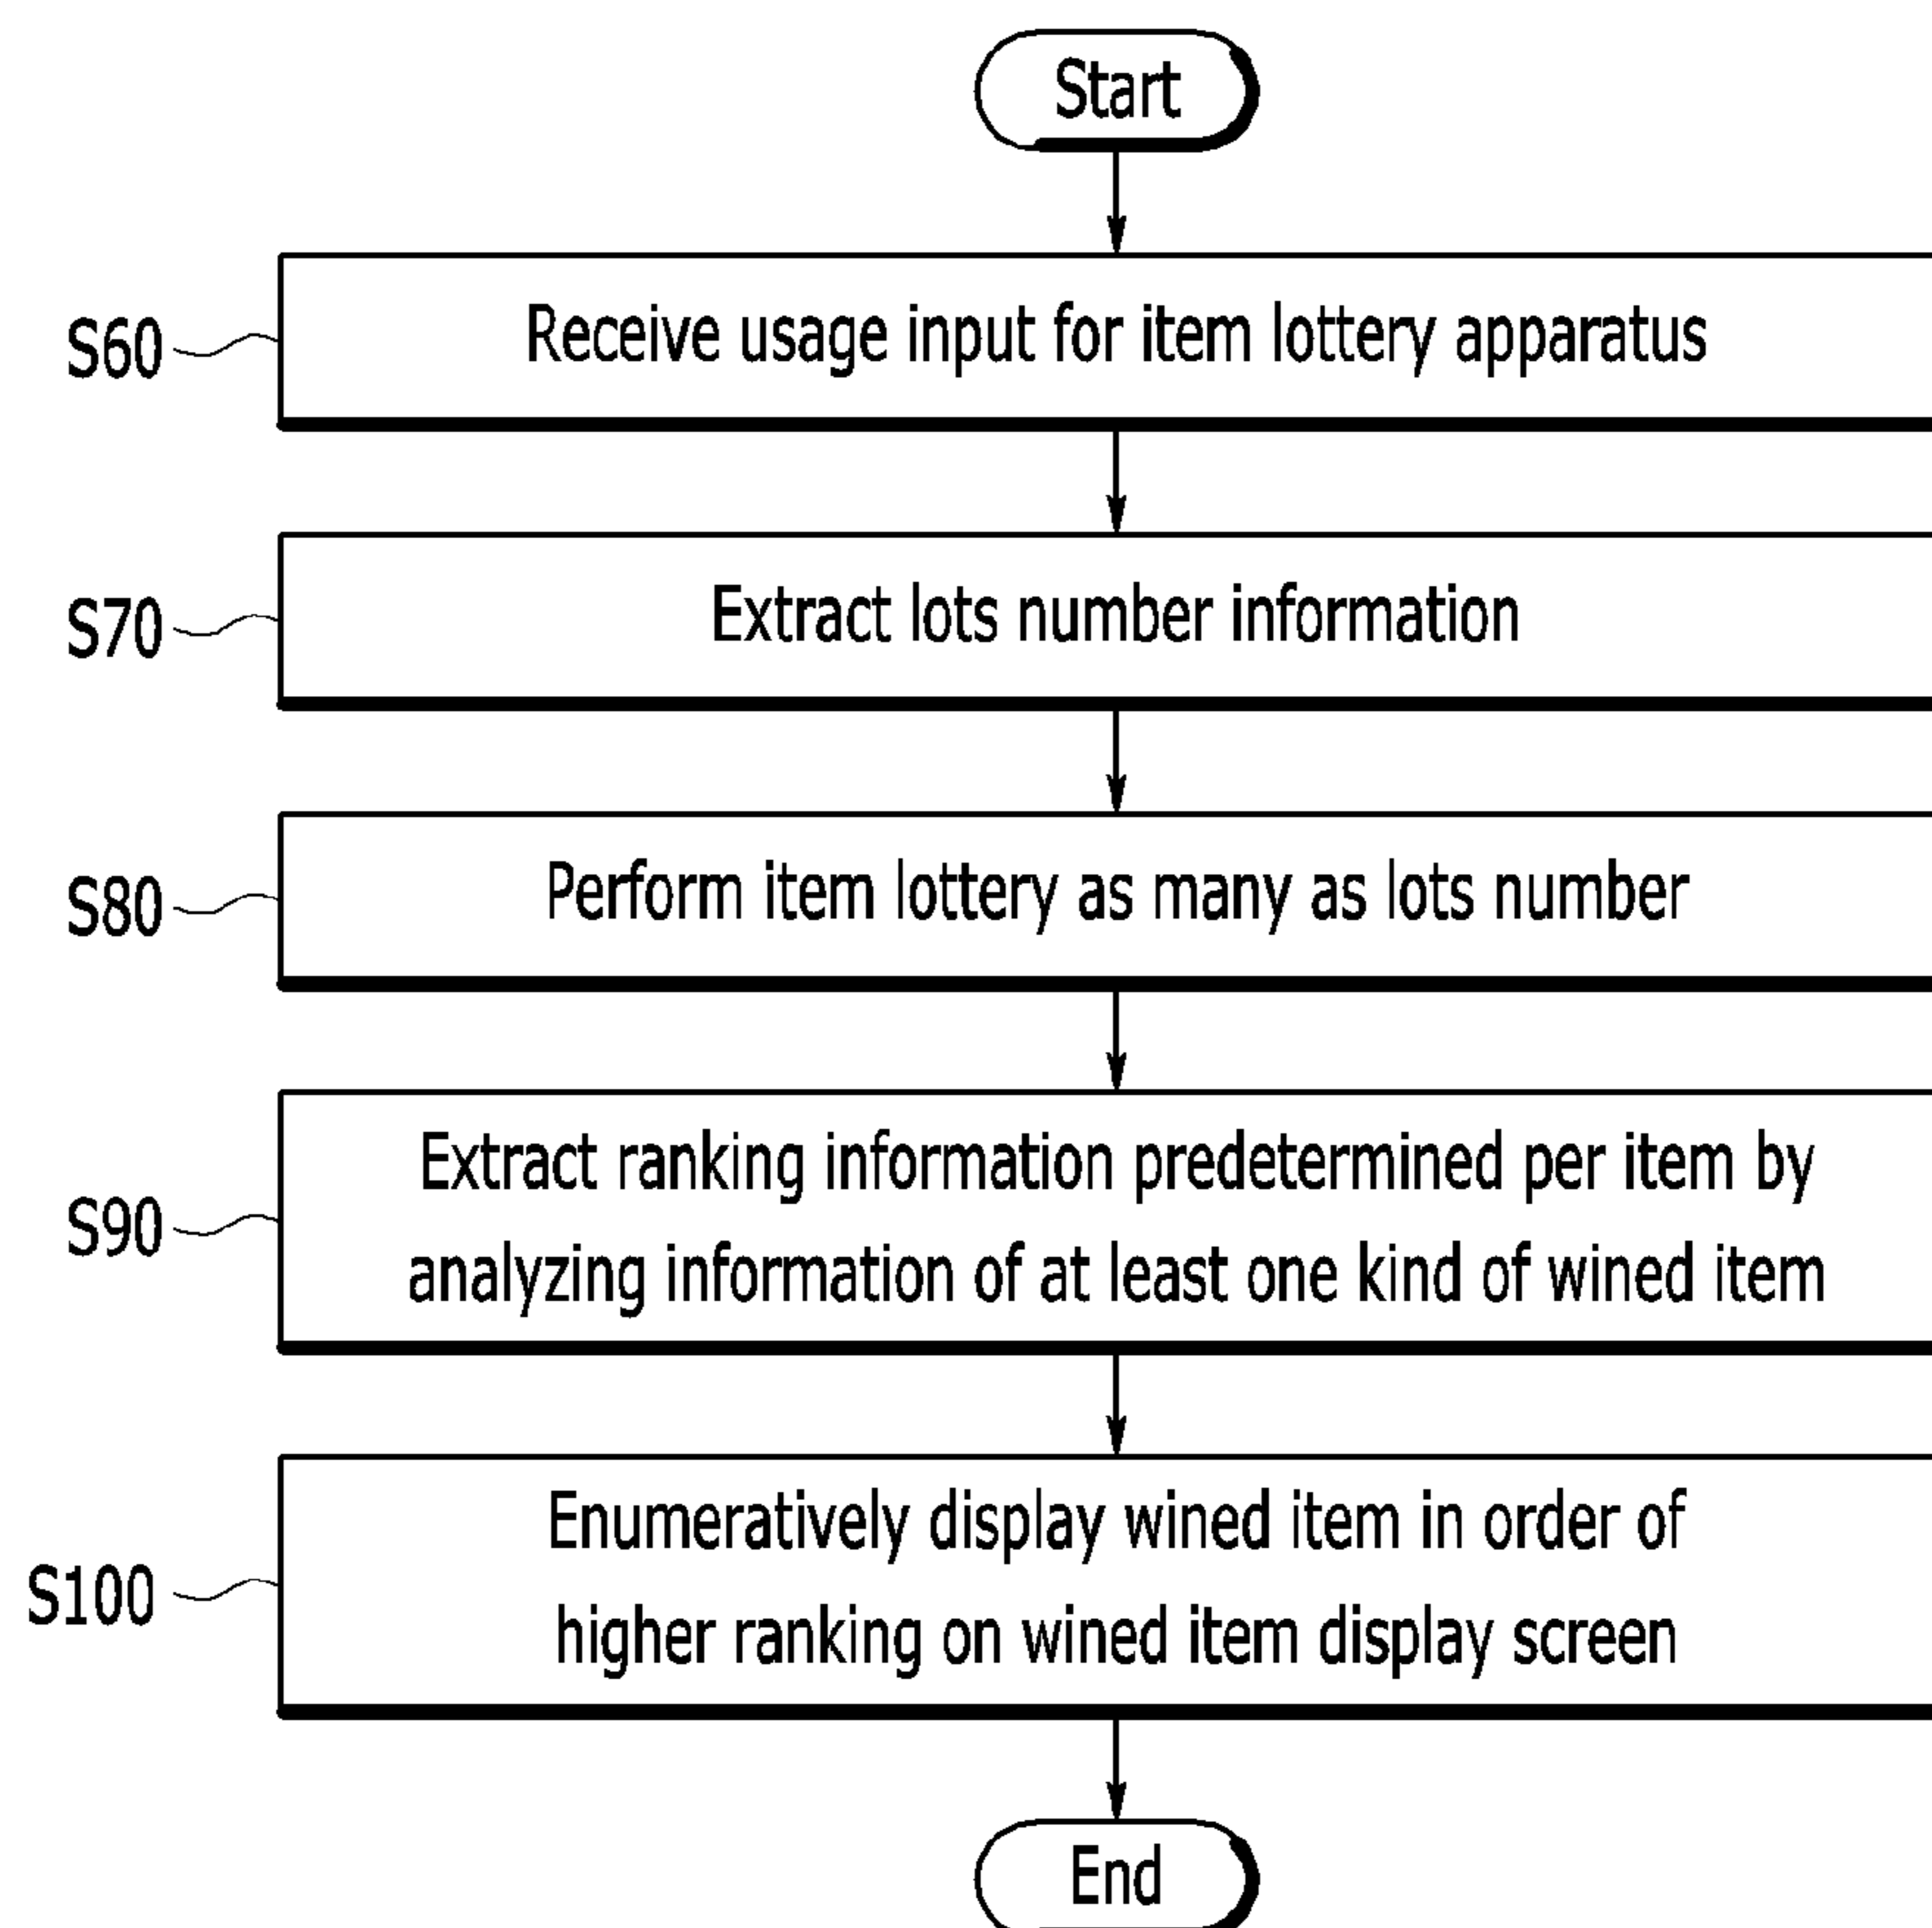 Start
S60
Receive usage input for item lottery apparatus
S70
Extract lots number information
S80
Perform item lottery as many as lots number
S90
Extract ranking information predetermined per item by
analyzing information of at least one kind of wined item
S100
Enumeratively display wined item in order of
higher ranking on wined item display screen
End